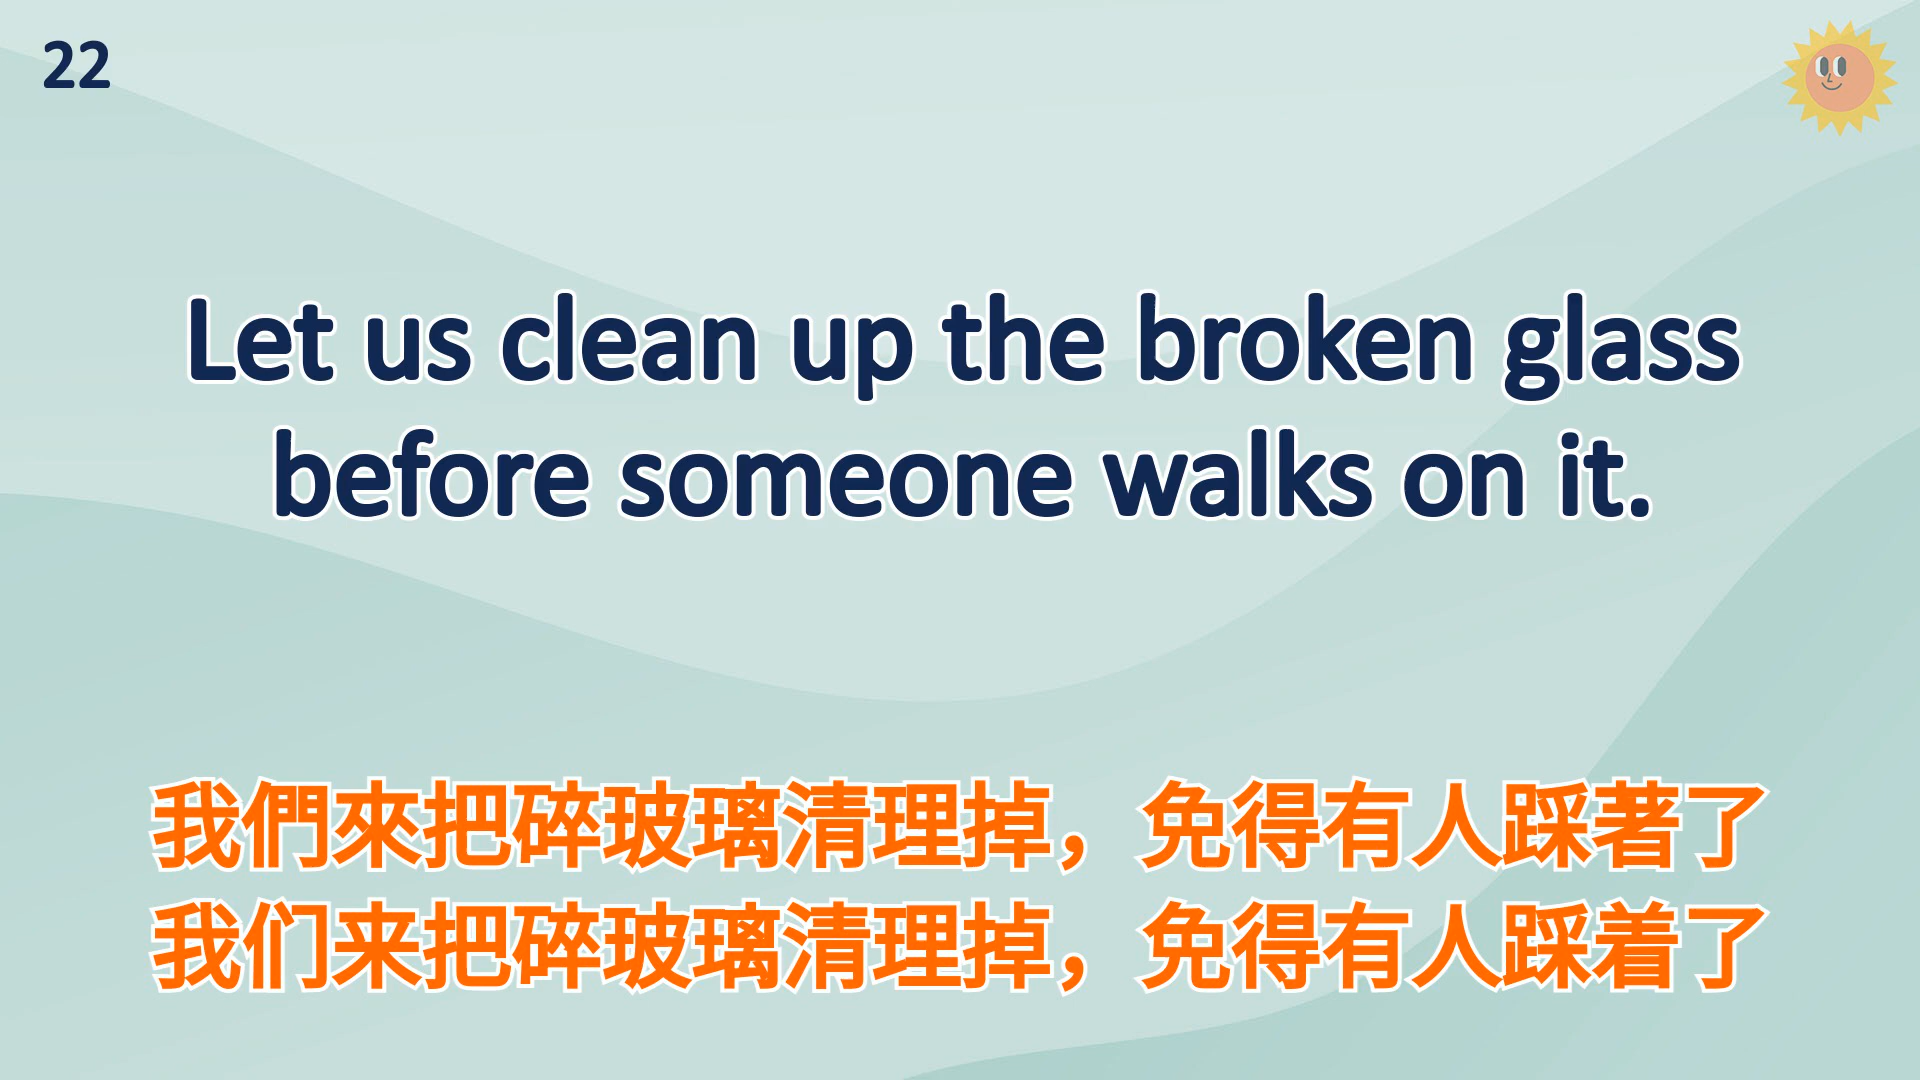 22
Let us clean up the broken glass
before someone walks on it.
我們來把碎玻璃清理掉，免得有人踩著了
我们来把碎玻璃清理掉，免得有人踩着了